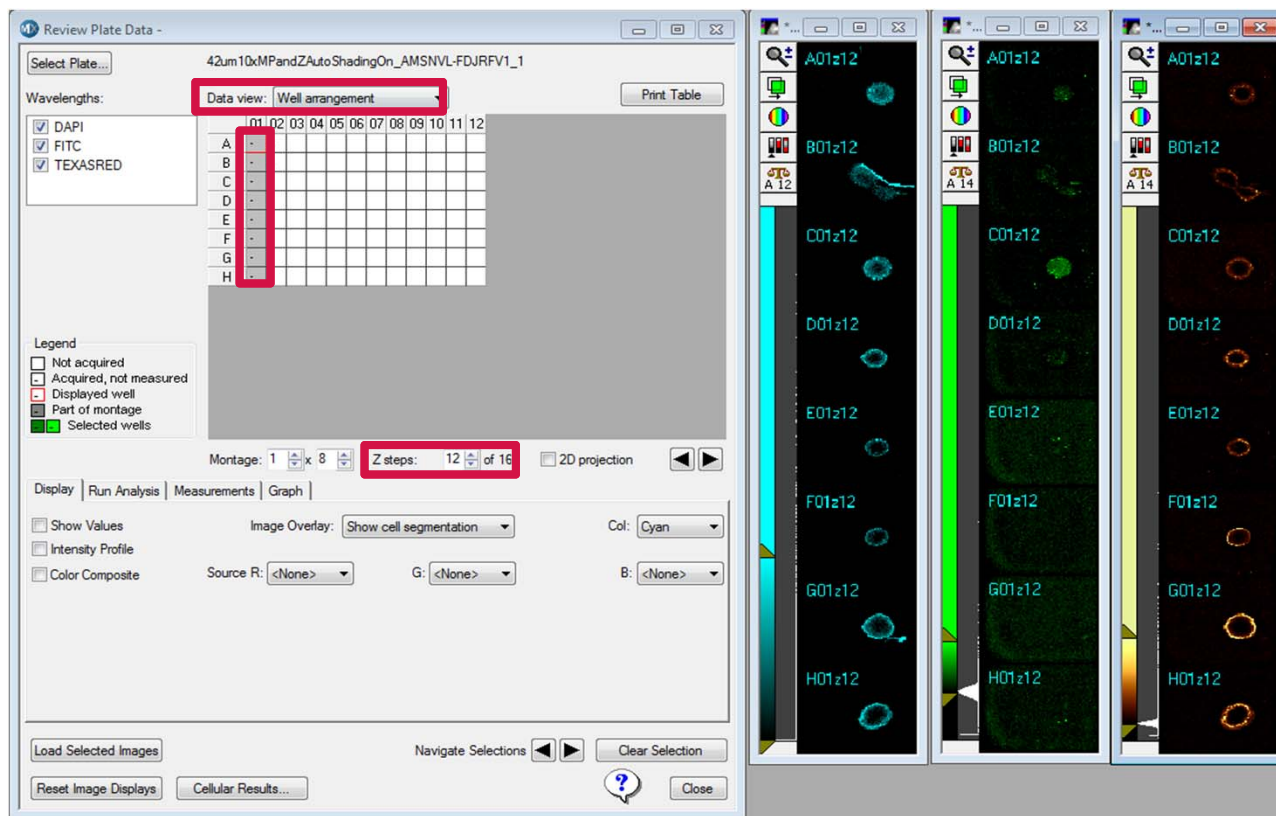 Review Plate Data -
Select Plate...
42um10xMPandZAutoShadingOn_AMSNVL-FDJRFV1_1
Wavelengths:
Data view: Well arrangement
Print Table
DAPI
FITC
TEXASRED
01 02 03 04 05 06 07 08 09 10 11 12
A -
B -
C -
D -
E -
F -
G -
H -
Legend
Not acquired
- Acquired, not measured
- Displayed well
- Part of montage
Selected wells
Montage: 1 x 8 Z steps: 12 of 16 2D projection
Display Run Analysis Measurements Graph
Show Values Image Overlay: Show cell segmentation Col: Cyan
Intensity Profile
Color Composite Source R: <None> G: <None> B: <None>
Load Selected Images Navigate Selections Clear Selection
Reset Image Displays Cellular Results... ? Close
*...
A 12
A01z12
B01z12
C01z12
D01z12
E01z12
F01z12
G01z12
H01z12
*...
A 14
A01z12
B01z12
C01z12
D01z12
E01z12
F01z12
G01z12
H01z12
*...
A 14
A01z12
B01z12
C01z12
D01z12
E01z12
F01z12
G01z12
H01z12